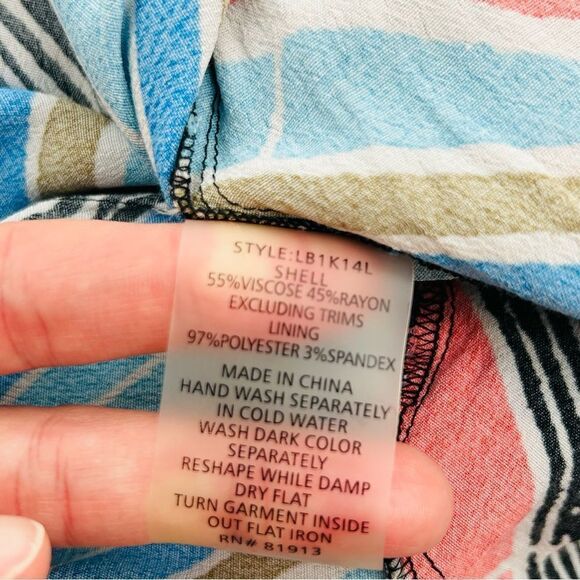 STYLE:LB1K14L
SHELL
55%VISCOSE 45%RAYON
EXCLUDING TRIMS
LINING
97%POLYESTER 3%SPANDEX
MADE IN CHINA
HAND WASH SEPARATELY
IN COLD WATER
WASH DARK COLOR
SEPARATELY
RESHAPE WHILE DAMP
DRY FLAT
TURN GARMENT INSIDE
OUT FLAT IRON
RN# 81913